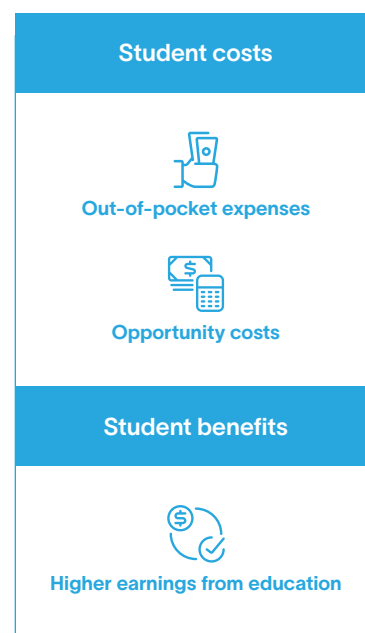 Student costs
Out-of-pocket expenses
$
Opportunity costs
Student benefits
$
Higher earnings from education